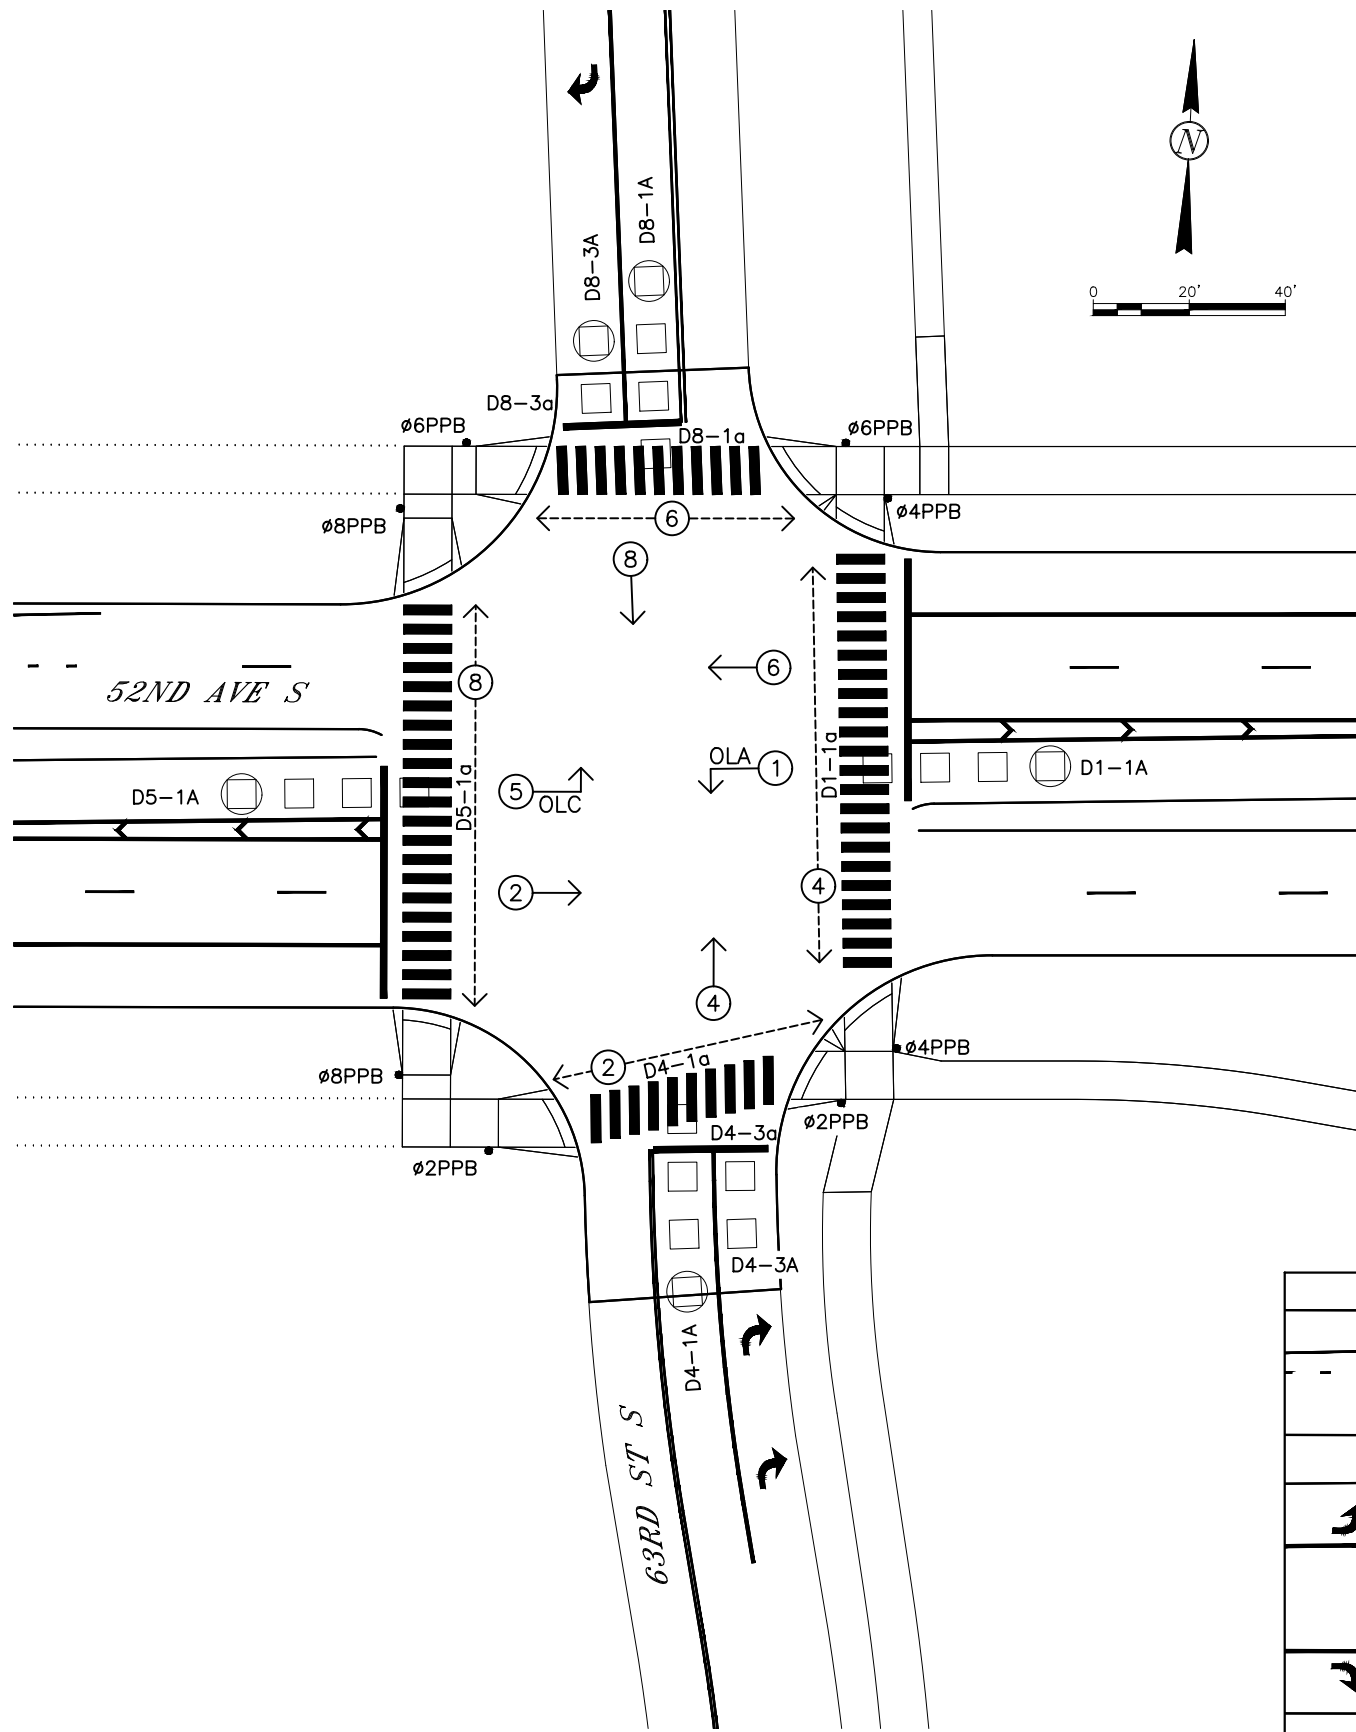 N
0 20' 40'
D8-1A
D8-3A
D8-3a
D8-1a
ø6PPB
ø6PPB
ø8PPB
ø4PPB
6
8
6
8
52ND AVE S
OLA
1
D1-1a
D1-1A
D5-1A
D5-1a
5
OLC
2
4
4
2
D4-1a
ø4PPB
ø8PPB
ø2PPB
D4-3a
ø2PPB
D4-3A
D4-1A
63RD ST S